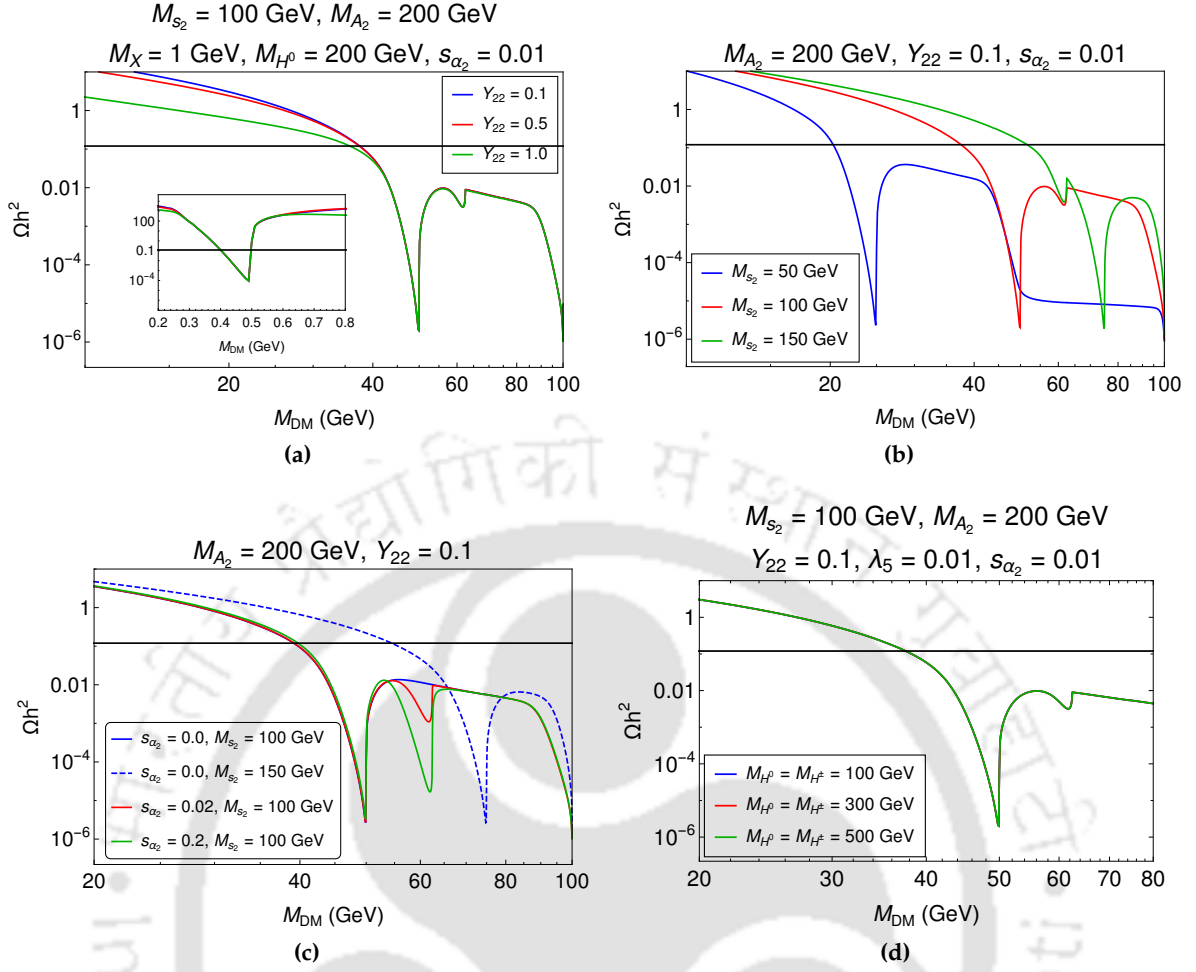 M_{s_2} = 100 GeV, M_{A_2} = 200 GeV
M_X = 1 GeV, M_{H^0} = 200 GeV, s_{α_2} = 0.01
Y_{22} = 0.1
Y_{22} = 0.5
Y_{22} = 1.0
1
0.01
10^{-4}
10^{-6}
Ωh^2
100
0.1
10^{-4}
0.2 0.3 0.4 0.5 0.6 0.7 0.8
M_{DM} (GeV)
20 40 60 80 100
M_{DM} (GeV)
(a)
M_{A_2} = 200 GeV, Y_{22} = 0.1, s_{α_2} = 0.01
1
0.01
10^{-4}
10^{-6}
Ωh^2
M_{s_2} = 50 GeV
M_{s_2} = 100 GeV
M_{s_2} = 150 GeV
20 40 60 80 100
M_{DM} (GeV)
(b)
M_{A_2} = 200 GeV, Y_{22} = 0.1
1
0.01
10^{-4}
10^{-6}
Ωh^2
s_{α_2} = 0.0, M_{s_2} = 100 GeV
s_{α_2} = 0.0, M_{s_2} = 150 GeV
s_{α_2} = 0.02, M_{s_2} = 100 GeV
s_{α_2} = 0.2, M_{s_2} = 100 GeV
20 40 60 80 100
M_{DM} (GeV)
(c)
M_{s_2} = 100 GeV, M_{A_2} = 200 GeV
Y_{22} = 0.1, λ_5 = 0.01, s_{α_2} = 0.01
1
0.01
10^{-4}
10^{-6}
Ωh^2
M_{H^0} = M_{H^±} = 100 GeV
M_{H^0} = M_{H^±} = 300 GeV
M_{H^0} = M_{H^±} = 500 GeV
20 30 40 50 60 70 80
M_{DM} (GeV)
(d)